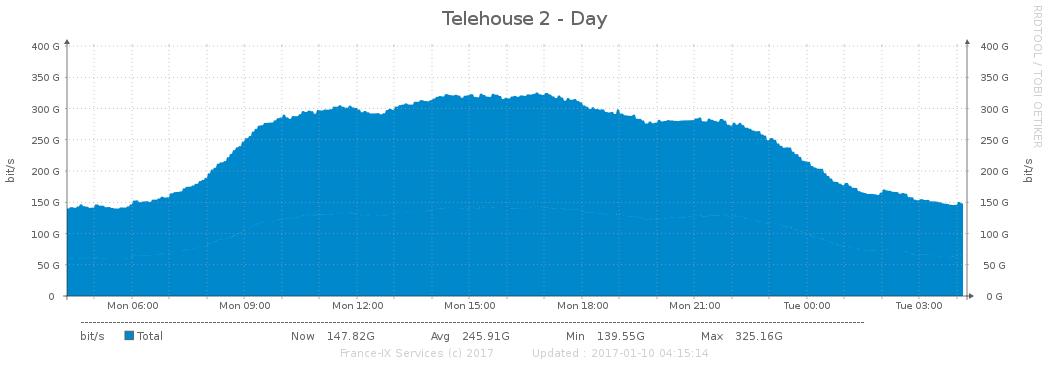 Telehouse 2 - Day
RRDTOOL / TOBI OETIKER
400 G 400 G
350 G 350 G
300 G 300 G
250 G 250 G
200 G 200 G
150 G 150 G
100 G 100 G
50 G 50 G
0 0 G
bit/s bit/s
Mon 06:00 Mon 09:00 Mon 12:00 Mon 15:00 Mon 18:00 Mon 21:00 Tue 00:00 Tue 03:00
bit/s Total Now 147.82G Avg 245.91G Min 139.55G Max 325.16G
France-IX Services (c) 2017 Updated : 2017-01-10 04:15:14